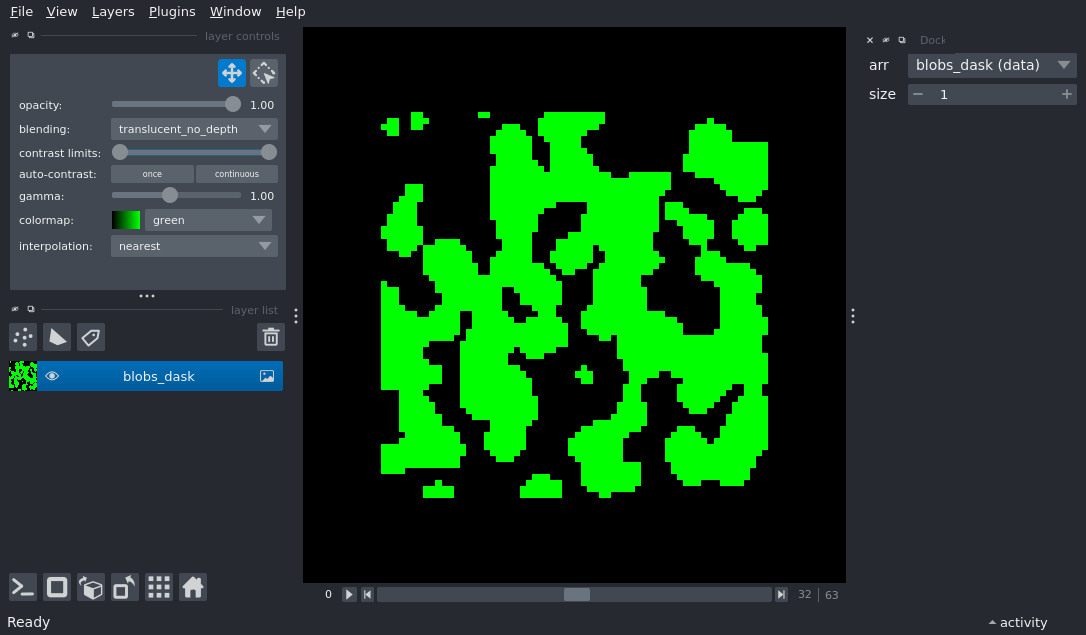 File View Layers Plugins Window Help
layer controls
opacity: 1.00
blending: translucent_no_depth
contrast limits:
auto-contrast: once continuous
gamma: 1.00
colormap: green
interpolation: nearest
layer list
blobs_dask
0 32 63
Ready
activity
Dock
arr blobs_dask (data)
size 1